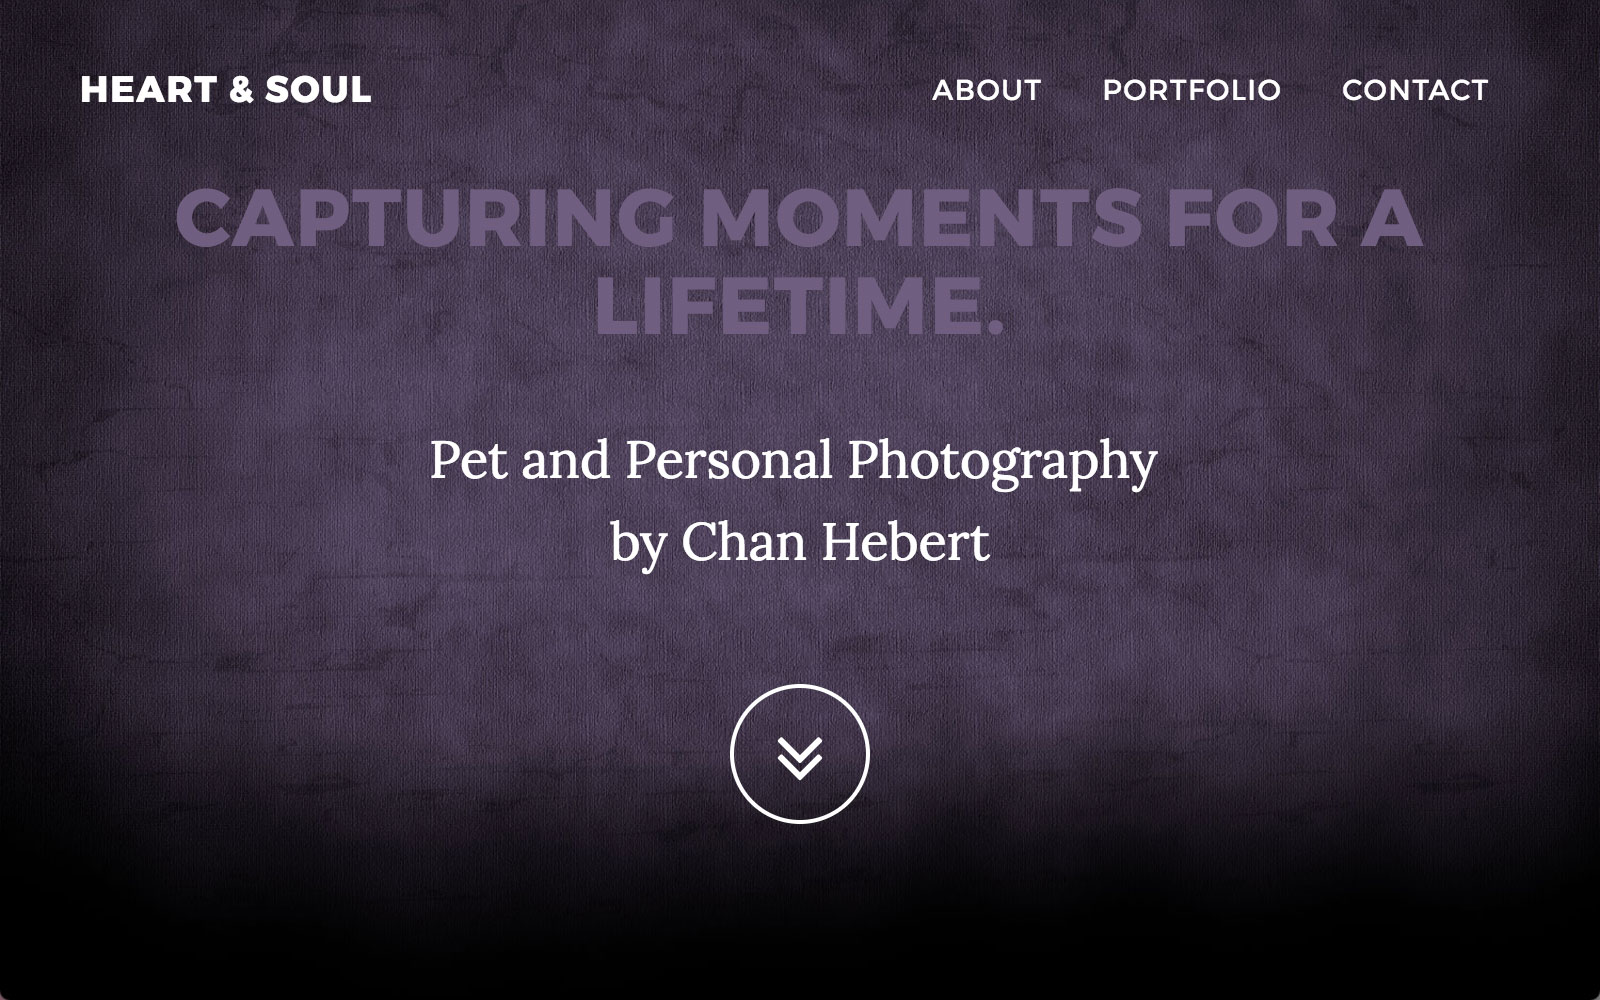 HEART & SOUL
ABOUT PORTFOLIO CONTACT
CAPTURING MOMENTS FOR A
LIFETIME.
Pet and Personal Photography
by Chan Hebert